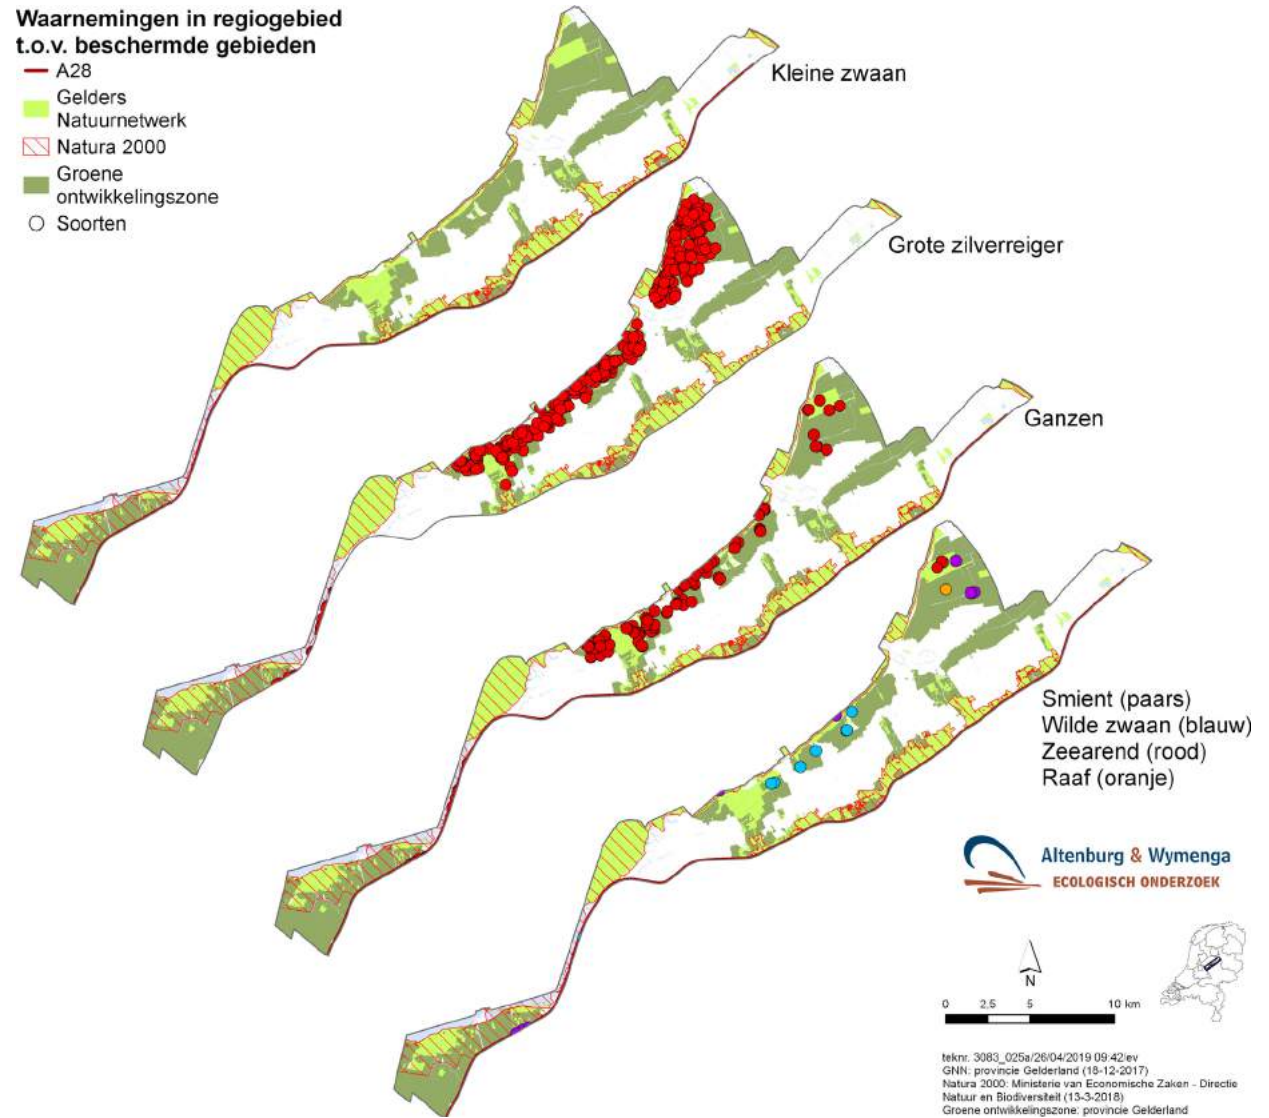 Waarnemingen in regiogebied
t.o.v. beschermde gebieden
A28
Gelders
Natuurnetwerk
Natura 2000
Groene
ontwikkelingszone
Soorten
Kleine zwaan
Grote zilverreiger
Ganzen
Smient (paars)
Wilde zwaan (blauw)
Zeearend (rood)
Raaf (oranje)
Altenburg & Wymenga
ECOLOGISCH ONDERZOEK
N
0 2,5 5 10 km
teknr. 3083_025a/26/04/2019 09:42/ev
GNN: provincie Gelderland (18-12-2017)
Natura 2000: Ministerie van Economische Zaken - Directie
Natuur en Biodiversiteit (13-3-2018)
Groene ontwikkelingszone: provincie Gelderland